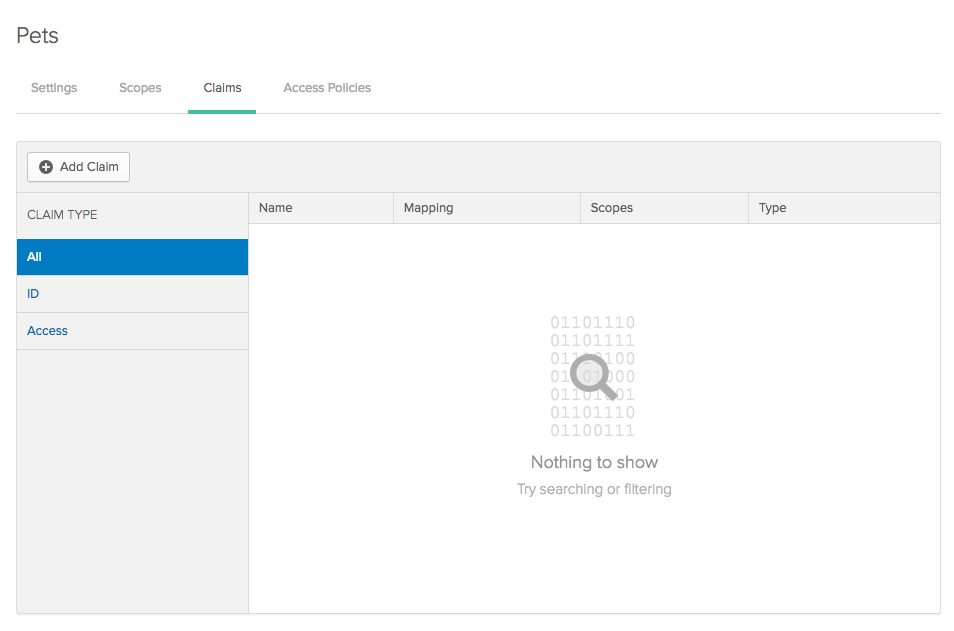 Pets
Settings Scopes Claims Access Policies
Add Claim
CLAIM TYPE
Name Mapping Scopes Type
All
ID
Access
01101110
01101111
01110100
01101000
01101001
01101110
01100111
Nothing to show
Try searching or filtering